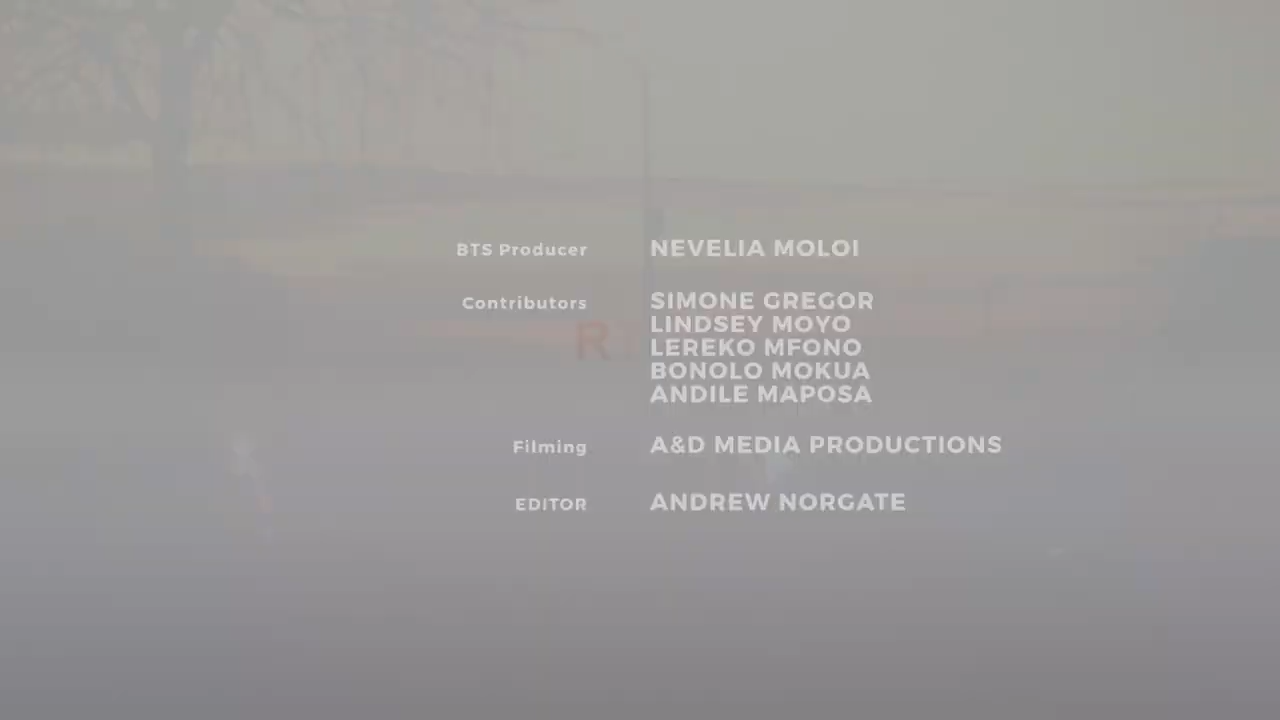 BTS Producer NEVELIA MOLOI
Contributors SIMONE GREGOR
LINDSEY MOYO
LEREKO MFONO
BONOLO MOKUA
ANDILE MAPOSA
Filming A&D MEDIA PRODUCTIONS
EDITOR ANDREW NORGATE